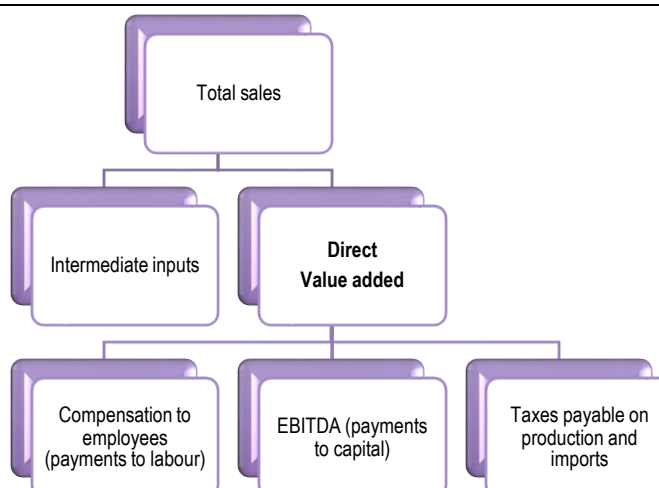 Total sales
Intermediate inputs
Direct
Value added
Compensation to
employees
(payments to labour)
EBITDA (payments
to capital)
Taxes payable on
production and
imports